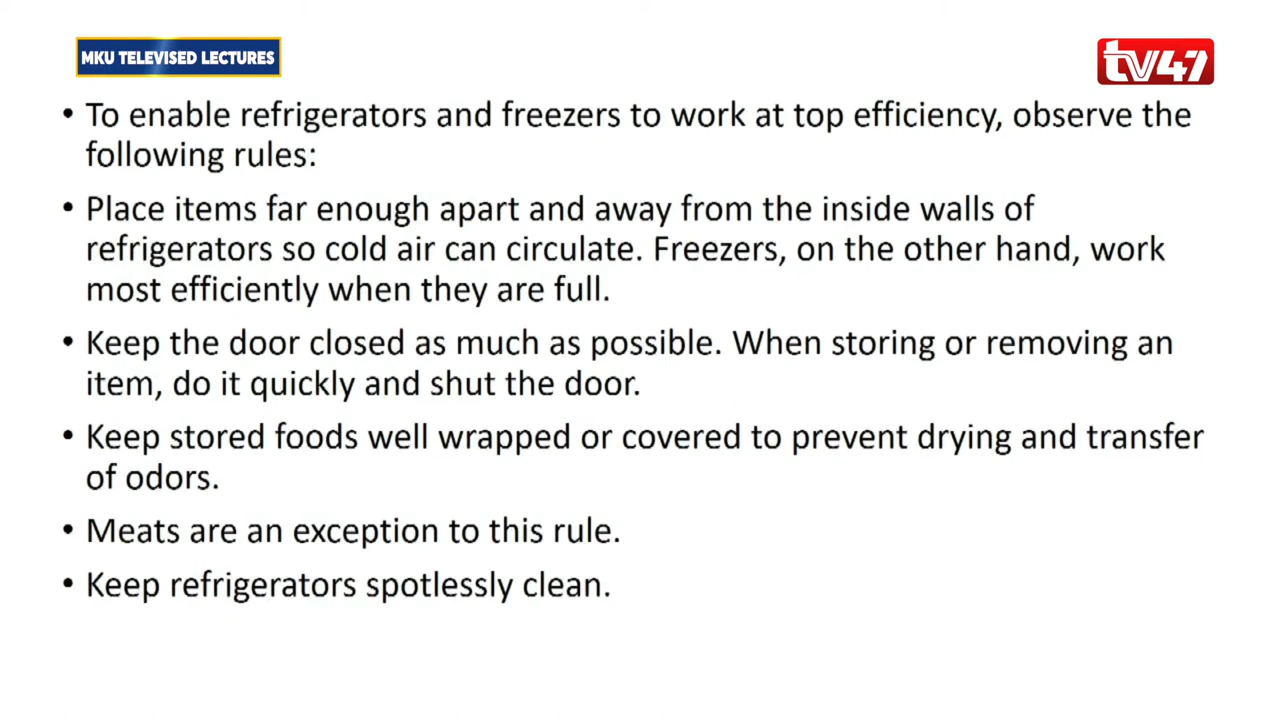 MKU TELEVISED LECTURES
tv47
• To enable refrigerators and freezers to work at top efficiency, observe the
following rules:
• Place items far enough apart and away from the inside walls of
refrigerators so cold air can circulate. Freezers, on the other hand, work
most efficiently when they are full.
• Keep the door closed as much as possible. When storing or removing an
item, do it quickly and shut the door.
• Keep stored foods well wrapped or covered to prevent drying and transfer
of odors.
• Meats are an exception to this rule.
• Keep refrigerators spotlessly clean.